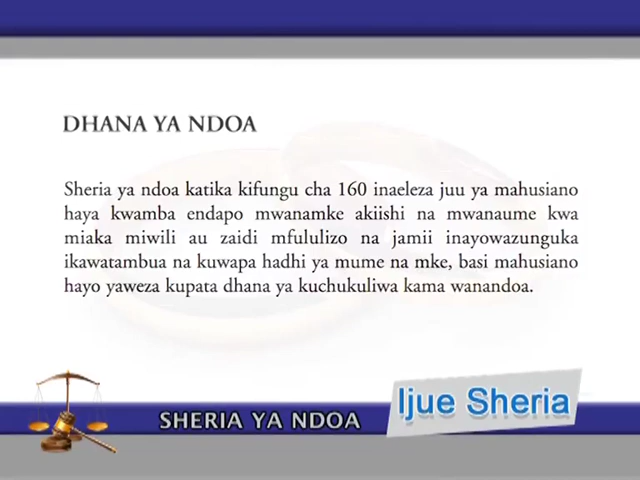 DHANA YA NDOA
Sheria ya ndoa katika kifungu cha 160 inaeleza juu ya mahusiano
haya kwamba endapo mwanamke akiishi na mwanaume kwa
miaka miwili au zaidi mfululizo na jamii inayowazunguka
ikawatambua na kuwapa hadhi ya mume na mke, basi mahusiano
hayo yaweza kupata dhana ya kuchukuliwa kama wanandoa.
Ijue Sheria
SHERIA YA NDOA